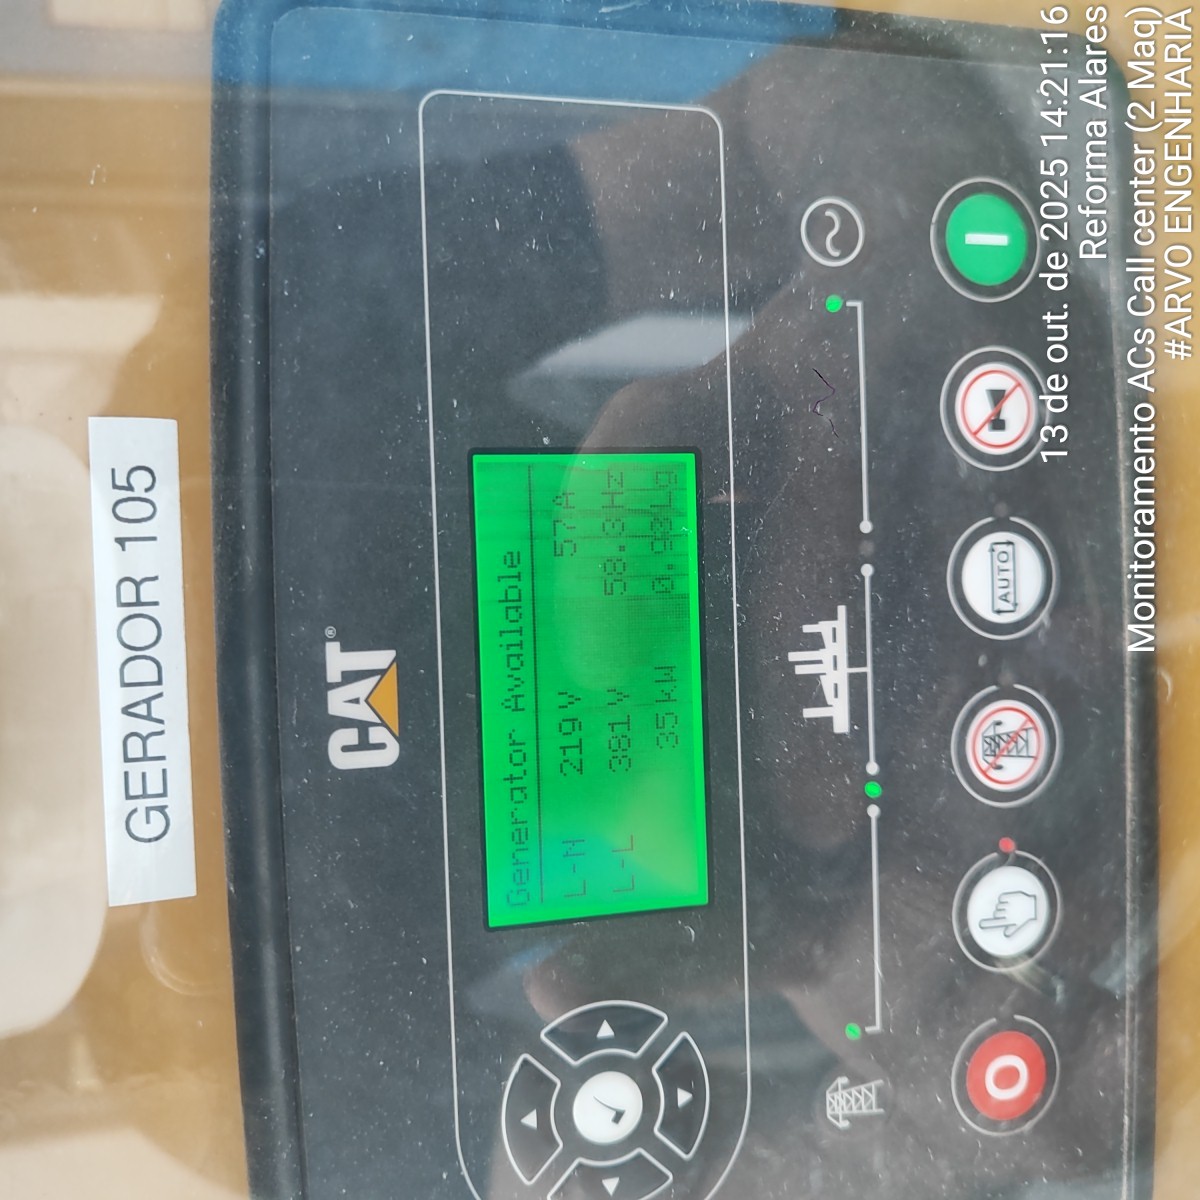 GERADOR 105
CAT®
Generator Available
L-N 219 V 57 A
L-L 381 V 58.3 Hz
35 kW 0.93 Lg
O AUTO I
13 de out. de 2025 14:21:16
Reforma Alares
Monitoramento ACs Call center (2 Maq)
#ARVO ENGENHARIA